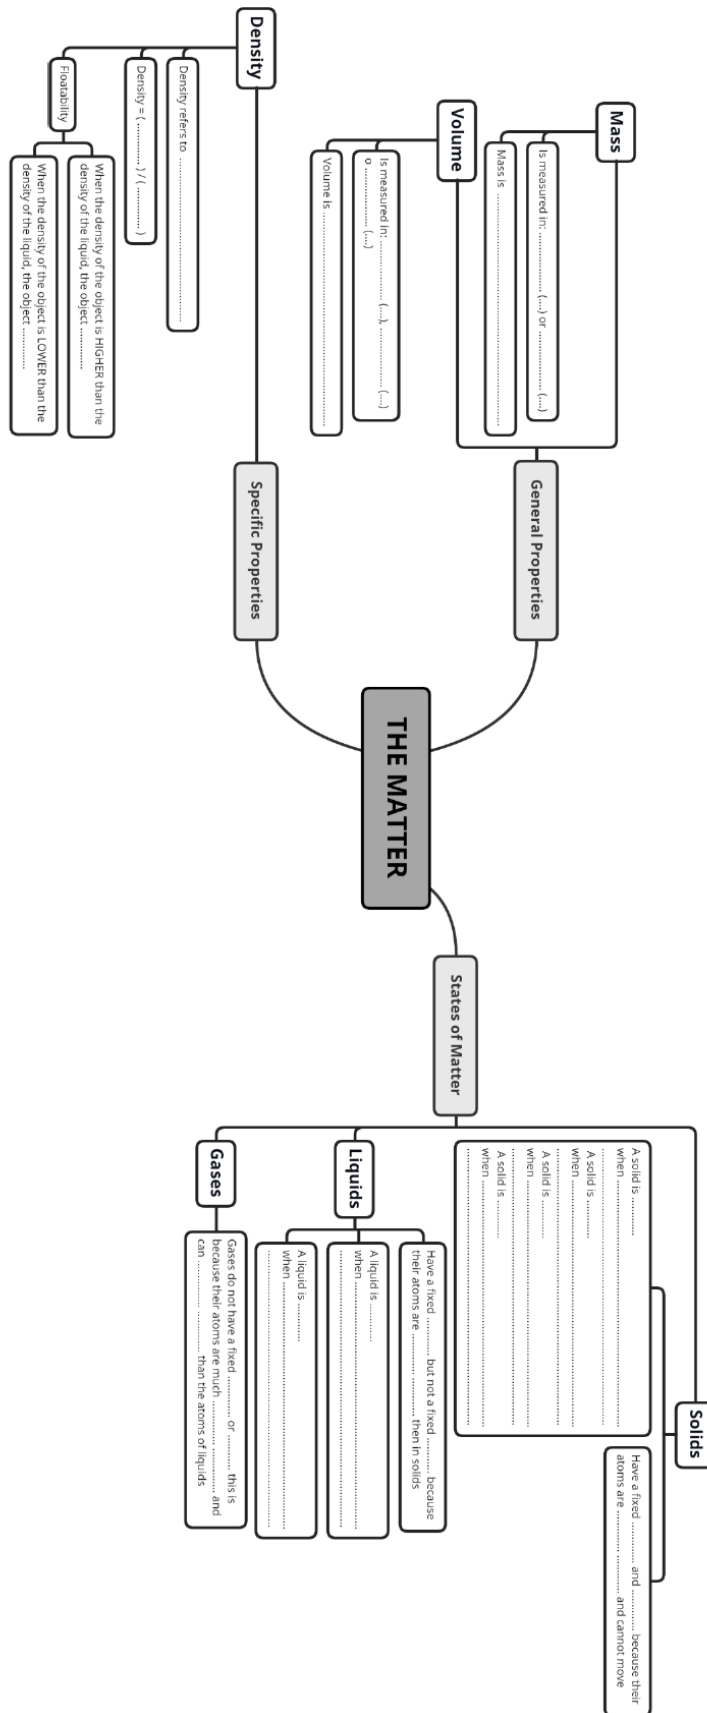 THE MATTER
General Properties
Mass
Is measured in: .................. (....) or .................. (....)
Mass is ................................................................
Volume
Is measured in: .................. (....), .................. (....)
o .................. (....)
Volume is ................................................................
Specific Properties
Density
Density refers to ..................................................
Density = ( ............. ) / ( ............. )
Floatability
When the density of the object is HIGHER than the
density of the liquid, the object ............
When the density of the object is LOWER than the
density of the liquid, the object ............
States of Matter
Solids
Have a fixed ............ and ............ because their
atoms are ............ ............ and cannot move
A solid is ..........
when ................................................................
................................................................
A solid is ..........
when ................................................................
................................................................
A solid is ..........
when ................................................................
................................................................
A solid is ..........
when ................................................................
................................................................
Liquids
Have a fixed ............ but not a fixed ............ because
their atoms are ............ ............ then in solids
A liquid is ............
when ................................................................
................................................................
A liquid is ............
when ................................................................
................................................................
Gases
Gases do not have a fixed ............ or ............ this is
because their atoms are much ............ ............ and
can ............ ............ than the atoms of liquids